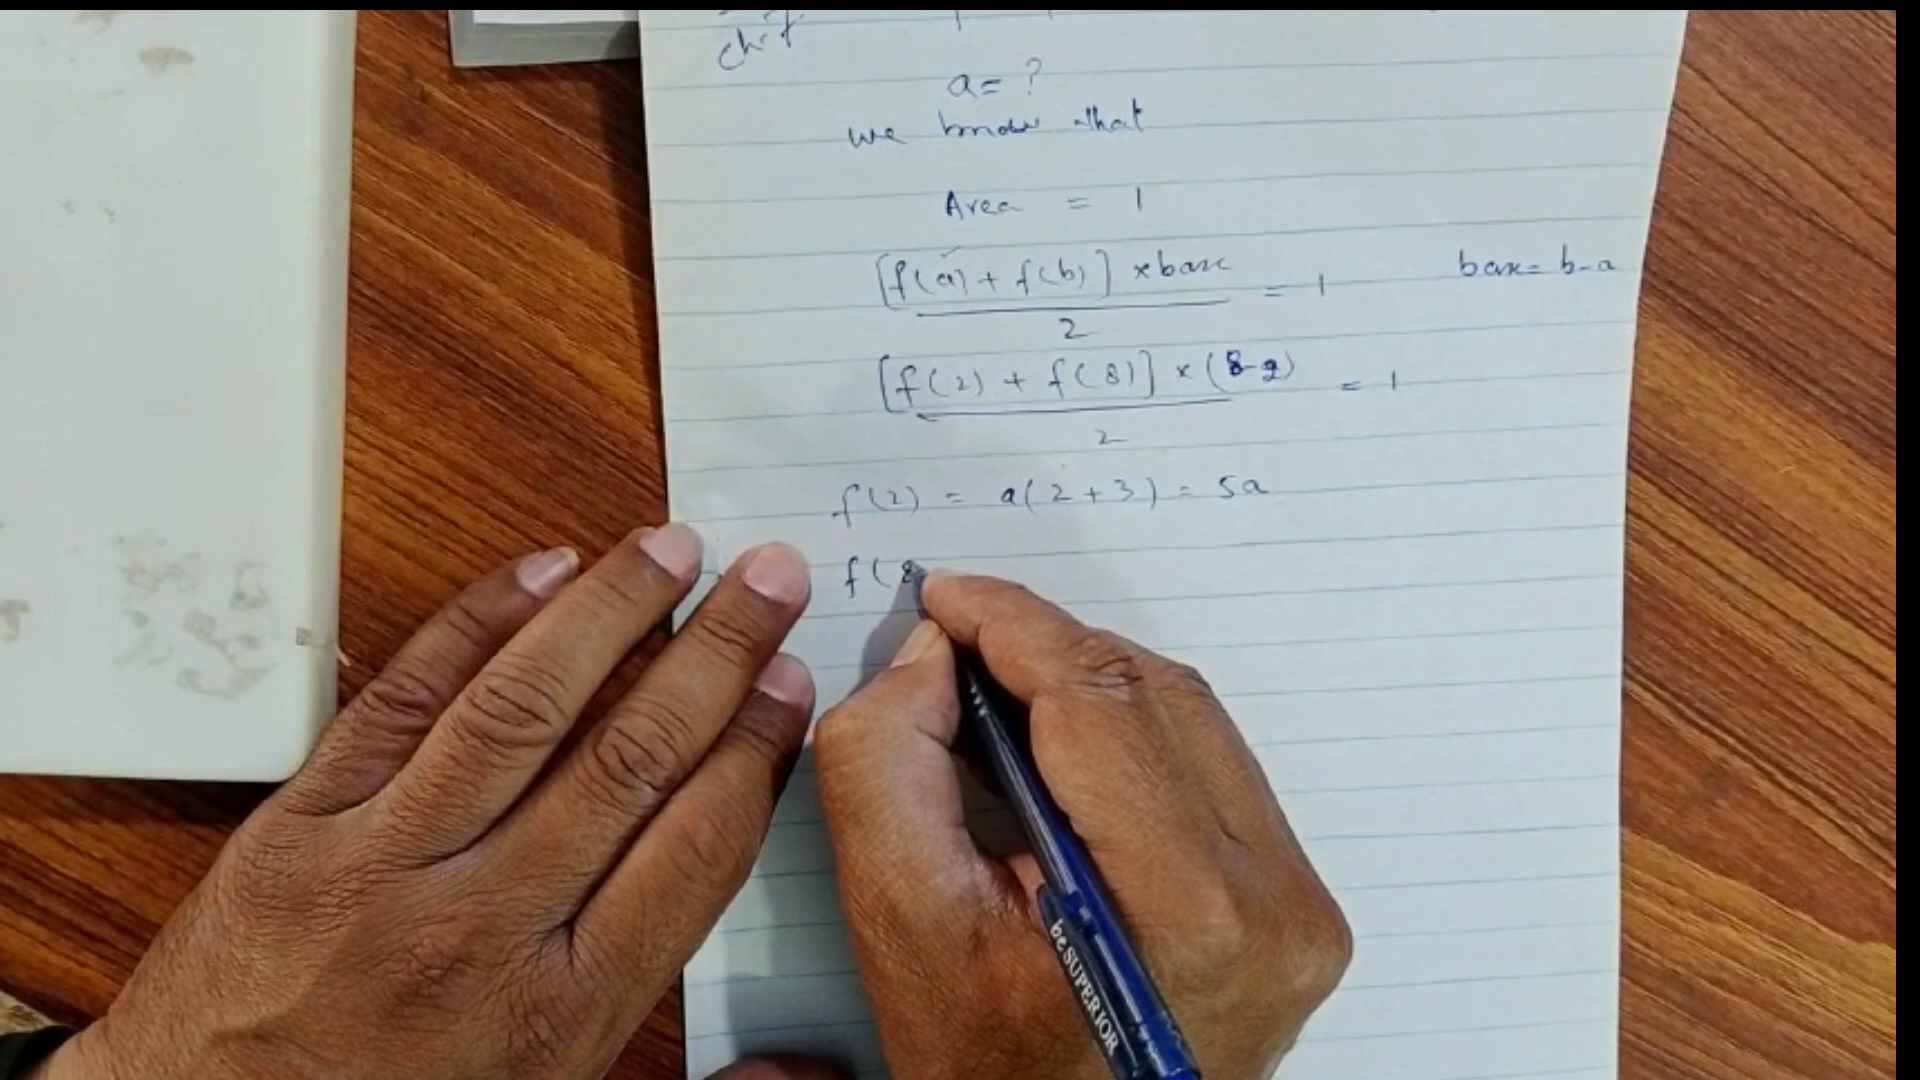 a = ?
we know that
Area = 1
[f(a) + f(b)] × base = 1 base = b-a
2
[f(2) + f(8)] × (8-2) = 1
2
f(2) = a(2+3) = 5a
f(8
be SUPERIOR